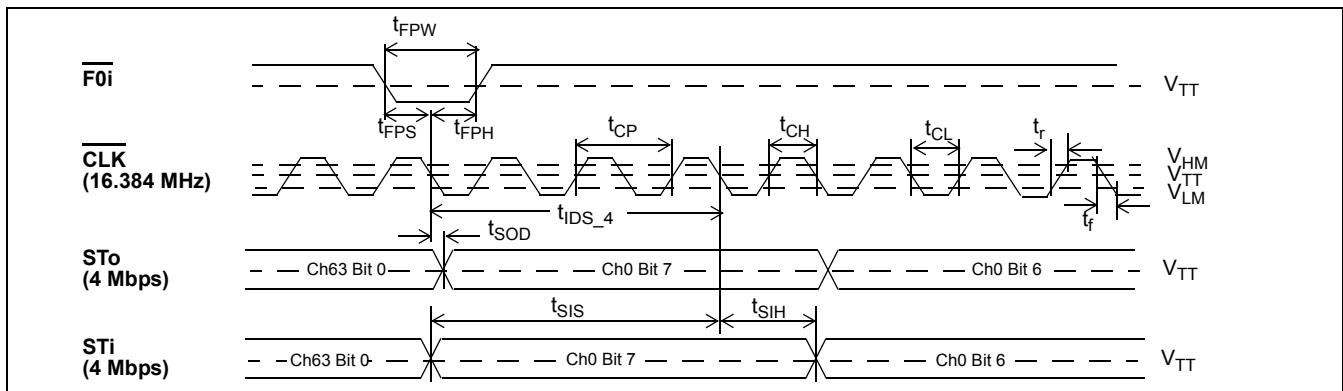 tFPW
F0i
VTT
tFPS tFPH tCP tCH tCL tr
CLK
(16.384 MHz)
VHM
VTT
VLM
tIDS_4 tf
tSOD
STo
(4 Mbps)
Ch63 Bit 0 Ch0 Bit 7 Ch0 Bit 6 VTT
tSIS tSIH
STi
(4 Mbps)
Ch63 Bit 0 Ch0 Bit 7 Ch0 Bit 6 VTT